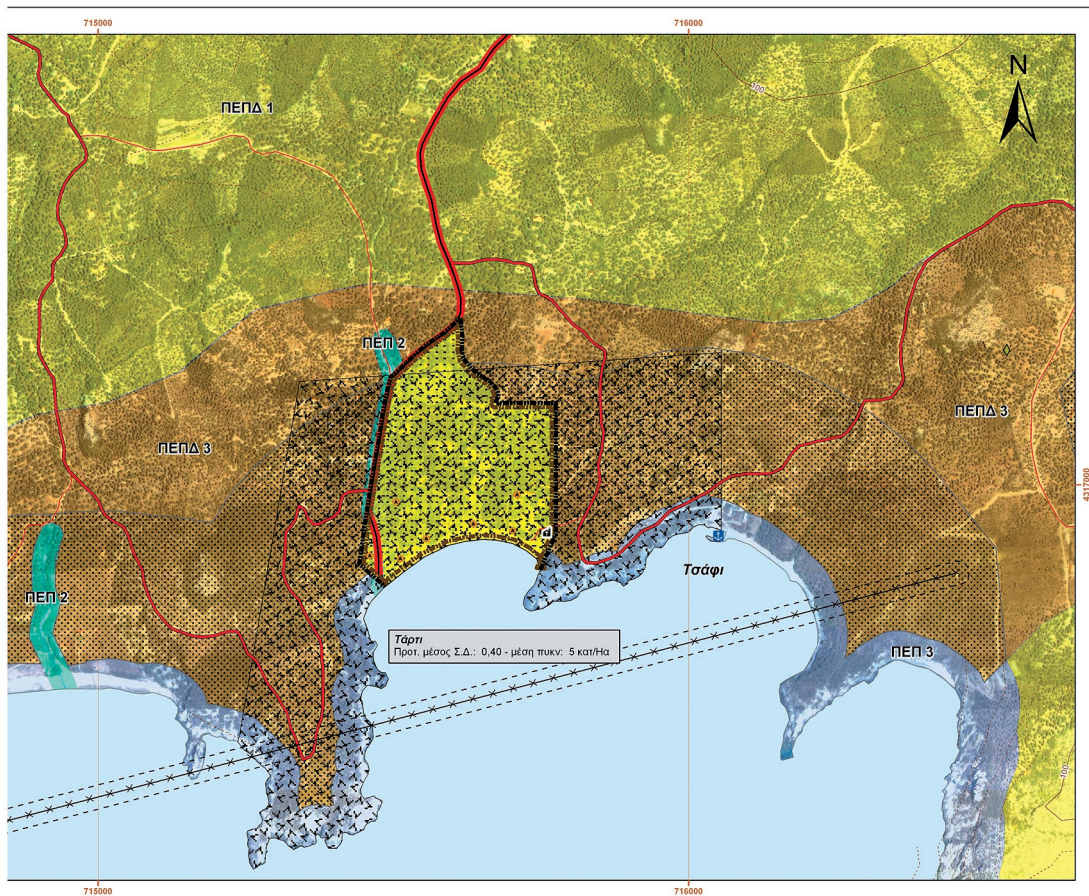 715000
716000
N
100
ΠΕΠΔ 1
ΠΕΠ 2
ΠΕΠΔ 3
ΠΕΠΔ 3
4317000
Τσάφι
ΠΕΠ 2
Τάρτι
Προτ. μέσος Σ.Δ.: 0,40 - μέση πυκν: 5 κατ/Ha
ΠΕΠ 3
100
715000
716000